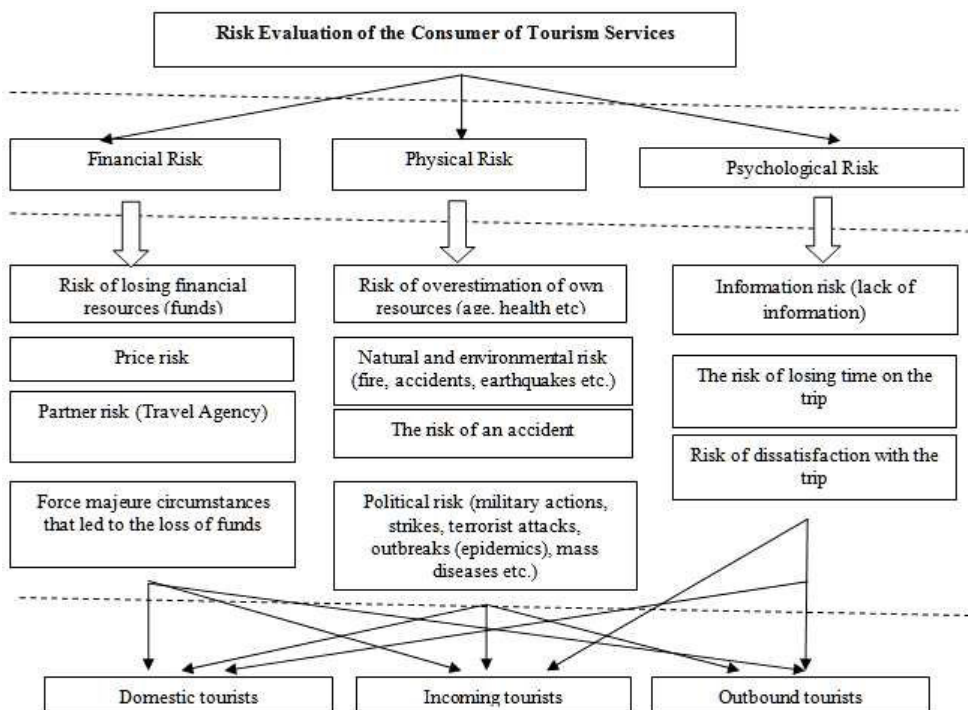 Risk Evaluation of the Consumer of Tourism Services
Financial Risk
Physical Risk
Psychological Risk
Risk of losing financial
resources (funds)
Price risk
Partner risk (Travel Agency)
Force majeure circumstances
that led to the loss of funds
Risk of overestimation of own
resources (age, health etc)
Natural and environmental risk
(fire, accidents, earthquakes etc.)
The risk of an accident
Political risk (military actions,
strikes, terrorist attacks,
outbreaks (epidemics), mass
diseases etc.)
Information risk (lack of
information)
The risk of losing time on the
trip
Risk of dissatisfaction with the
trip
Domestic tourists
Incoming tourists
Outbound tourists